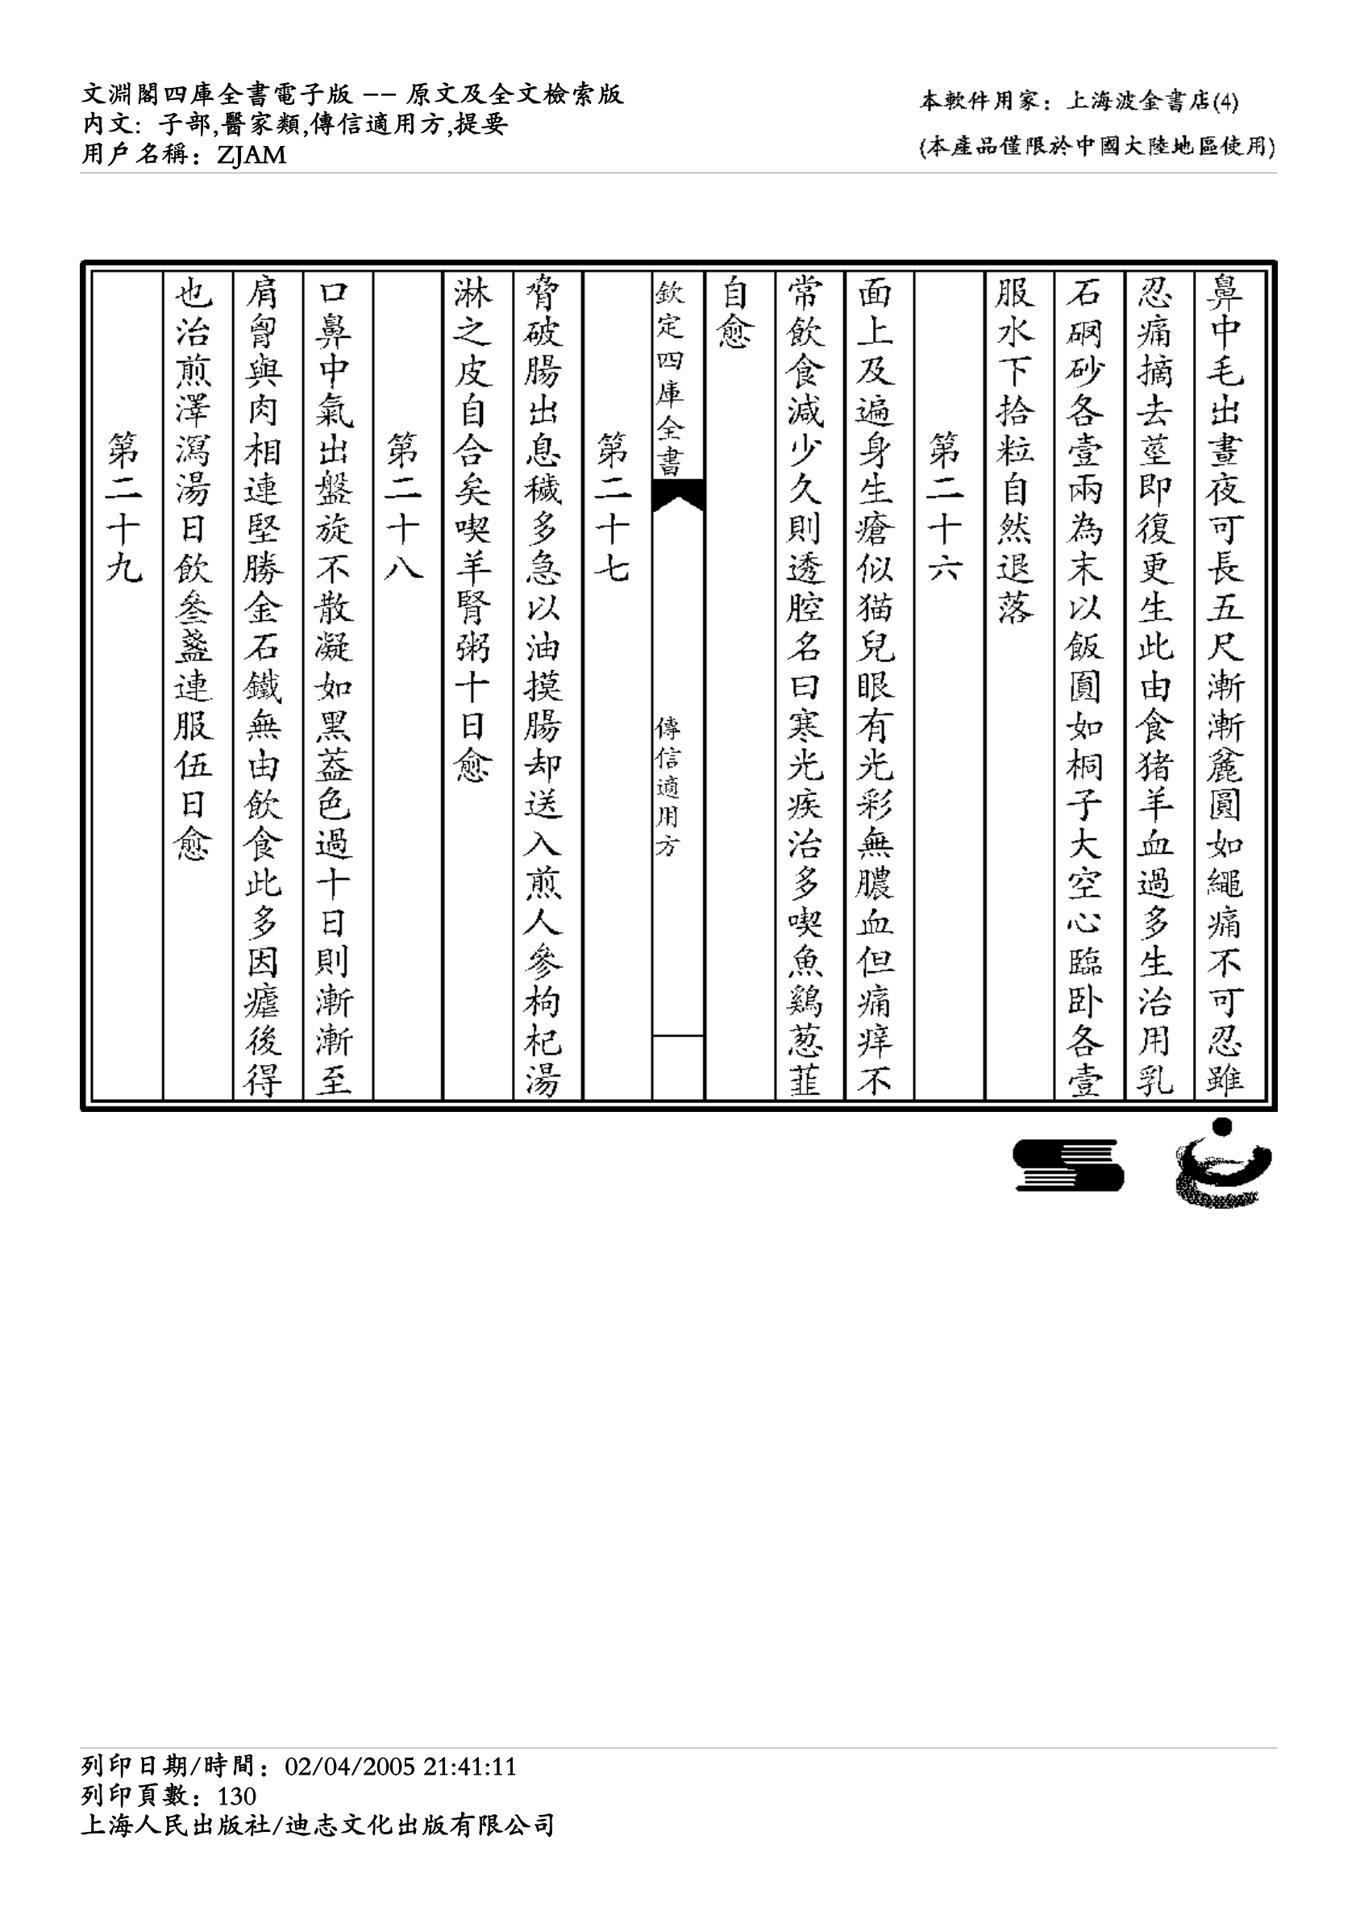 文淵閣四庫全書電子版 -- 原文及全文檢索版
内文: 子部,醫家類,傳信適用方,提要
用戶名稱: ZJAM
本軟件用家: 上海波金書店(4)
(本產品僅限於中國大陸地區使用)
鼻中毛出晝夜可長五尺漸漸麄圓如繩痛不可忍雖
忍痛摘去莖即復更生此由食猪羊血過多生治用乳
石硇砂各壹兩為末以飯圓如桐子大空心臨卧各壹
服水下拾粒自然退落
第二十六
面上及遍身生瘡似猫兒眼有光彩無膿血但痛痒不
常飲食減少久則透腔名曰寒光疾治多喫魚鷄葱韮
自愈
欽定四庫全書
傳信適用方
第二十七
脅破腸出息穢多急以油摸腸却送入煎人參枸杞湯
淋之皮自合矣喫羊腎粥十日愈
第二十八
口鼻中氣出盤旋不散凝如黑葢色過十日則漸漸至
肩胷與肉相連堅勝金石鐵無由飲食此多因瘧後得
也治煎澤瀉湯日飲叄盞連服伍日愈
第二十九
列印日期/時間: 02/04/2005 21:41:11
列印頁數: 130
上海人民出版社/迪志文化出版有限公司